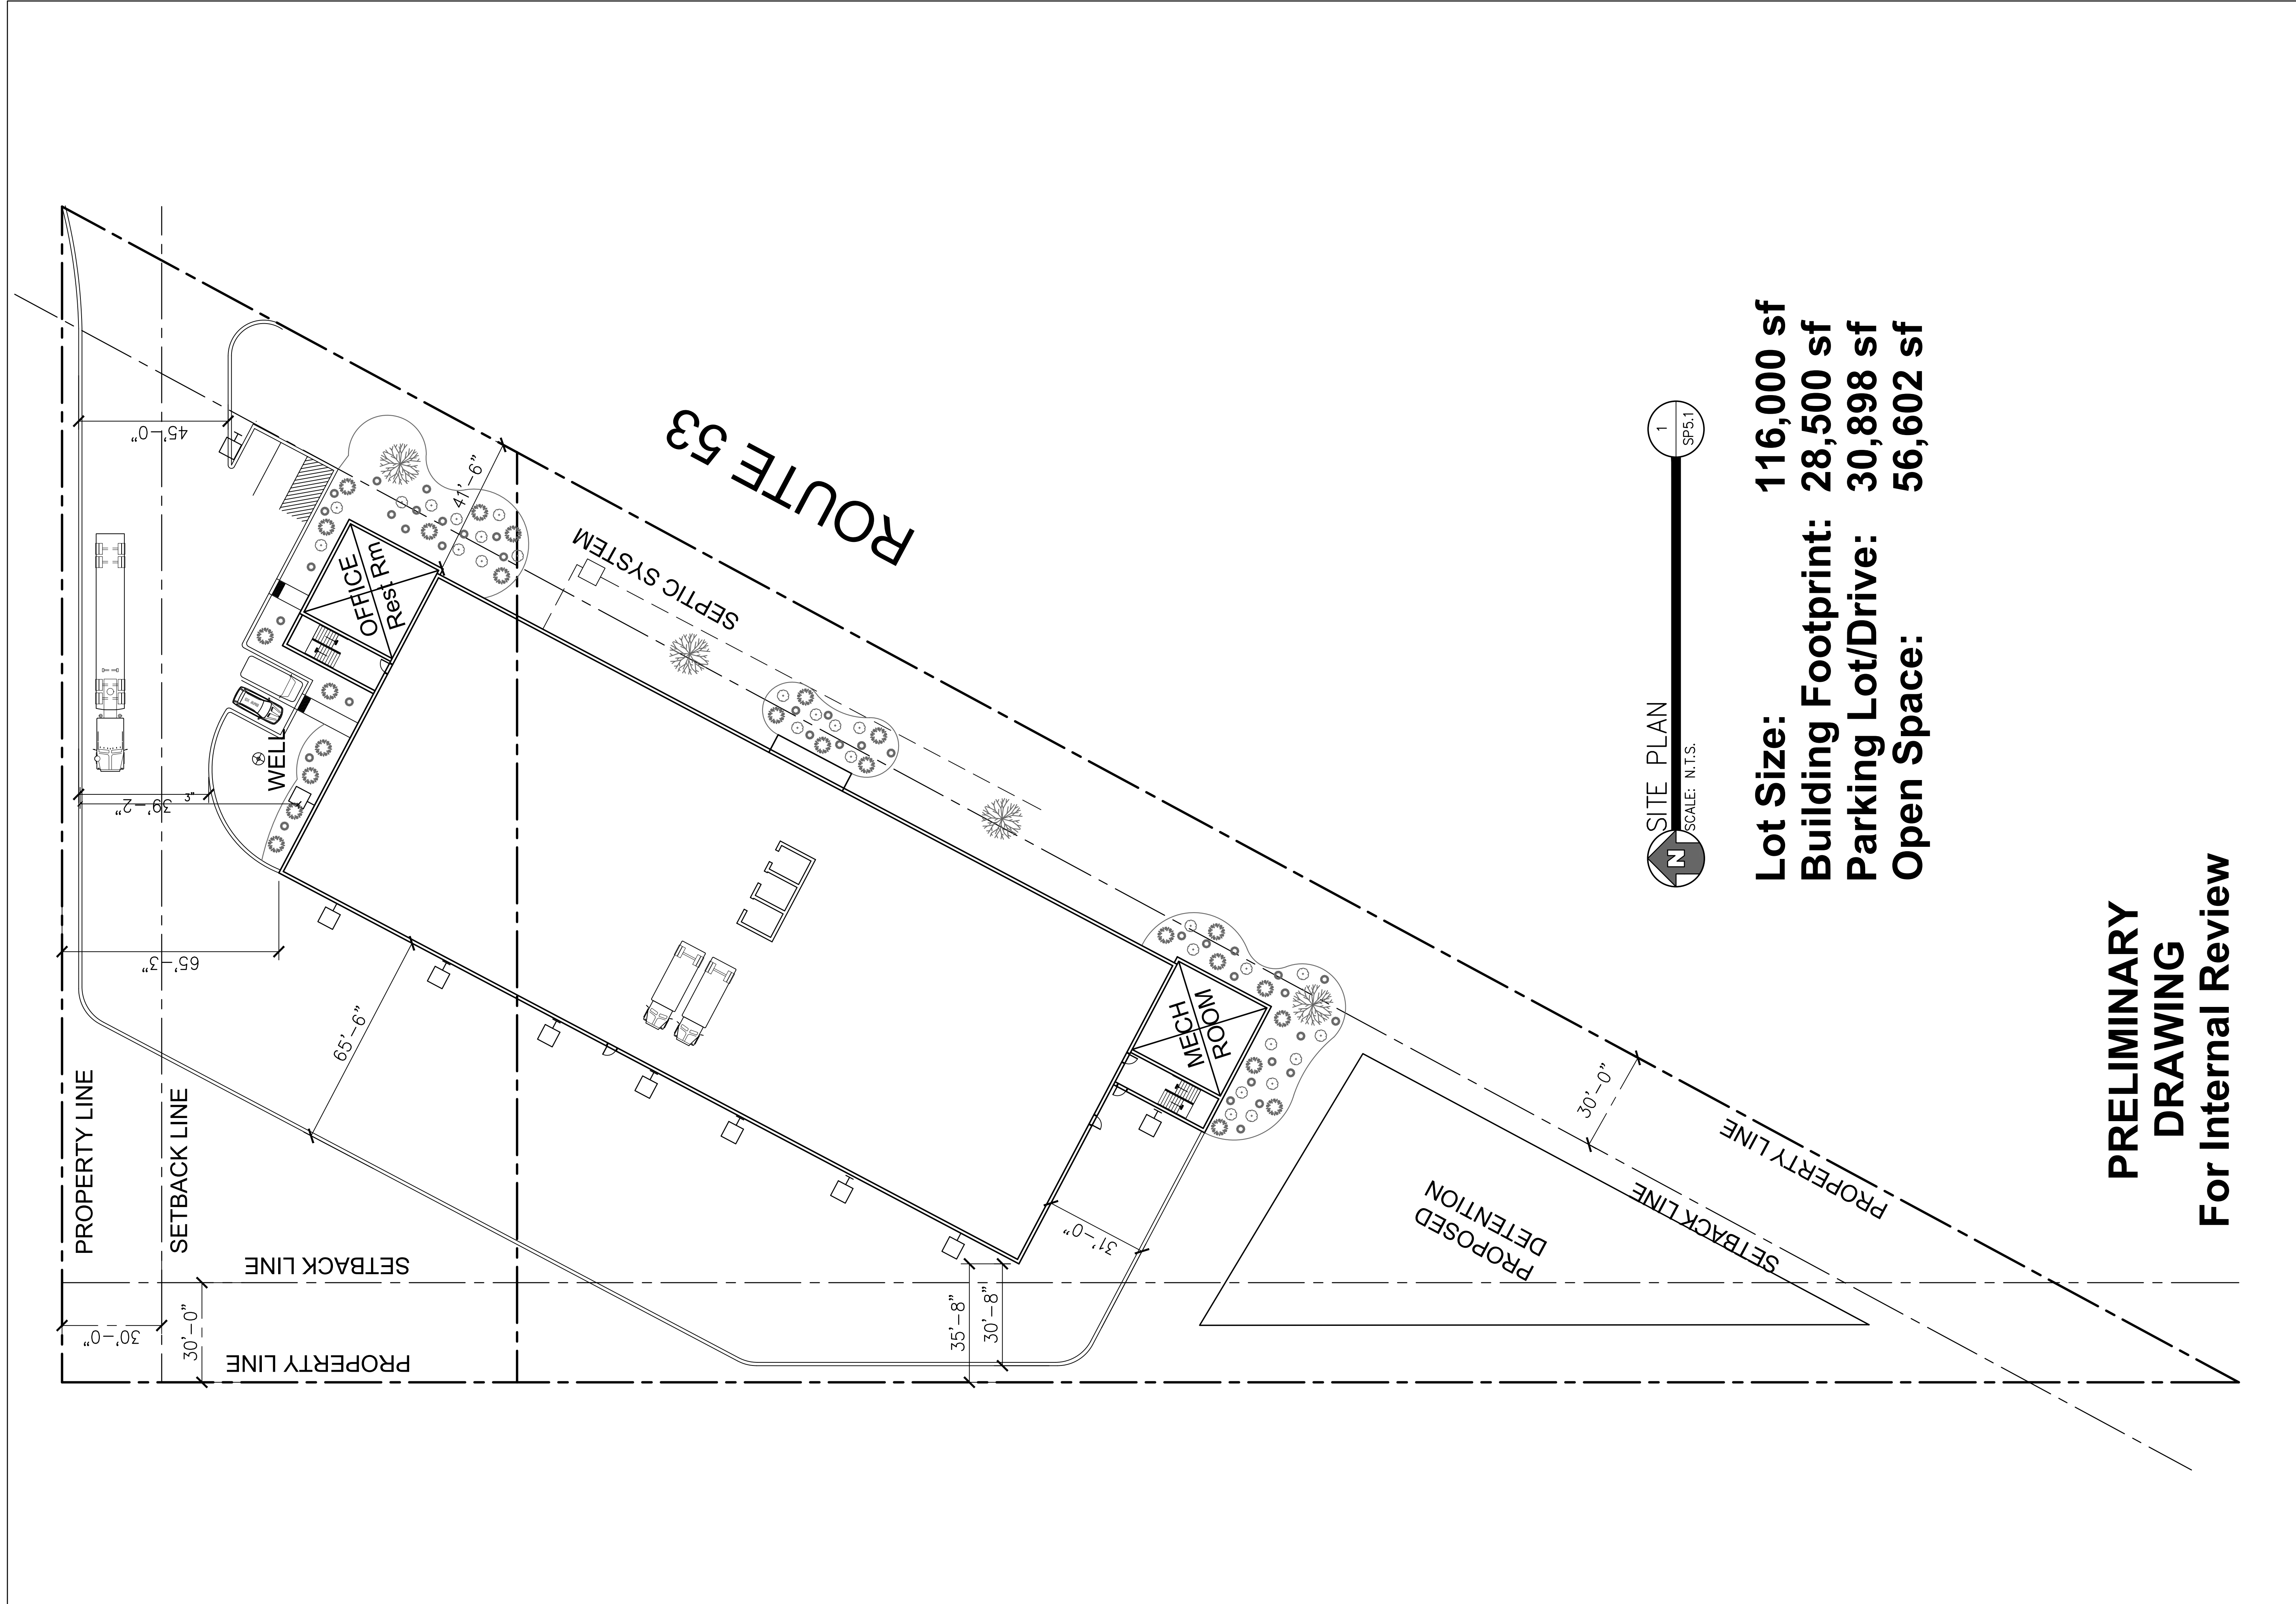 PROPERTY LINE
SETBACK LINE
SETBACK LINE
PROPERTY LINE
30'-0"
30'-0"
45'-0"
39'-2"
3"
65'-3"
65'-6"
41'-6"
WELL
OFFICE
Rest Rm
SEPTIC SYSTEM
ROUTE 53
MECH
ROOM
31'-0"
35'-8"
30'-8"
PROPOSED
DETENTION
30'-0"
SETBACK LINE
PROPERTY LINE
N
SITE PLAN
SCALE: N.T.S.
1
SP5.1
Lot Size: 116,000 sf
Building Footprint: 28,500 sf
Parking Lot/Drive: 30,898 sf
Open Space: 56,602 sf
PRELIMINARY
DRAWING
For Internal Review